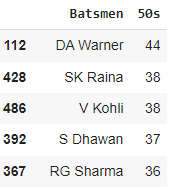 Batsmen 50s
112 DA Warner 44
428 SK Raina 38
486 V Kohli 38
392 S Dhawan 37
367 RG Sharma 36